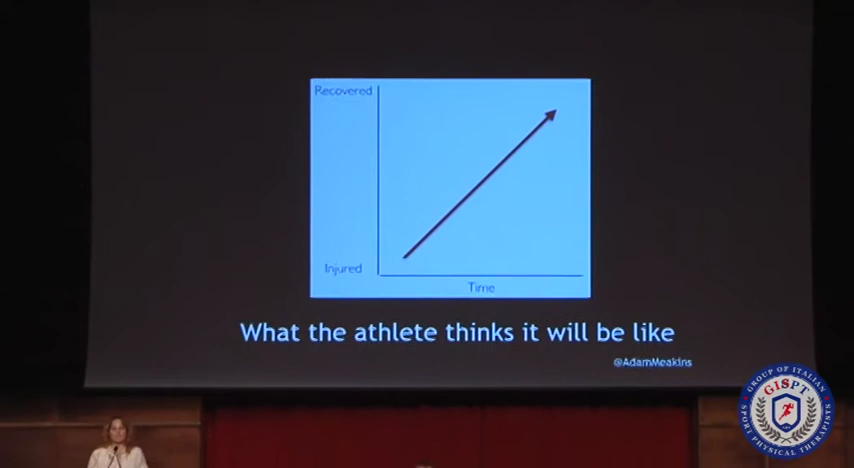 Recovered
Injured
Time
What the athlete thinks it will be like
@AdamMeakins
GROUP OF ITALIAN
GISPT
SPORT PHYSICAL THERAPISTS